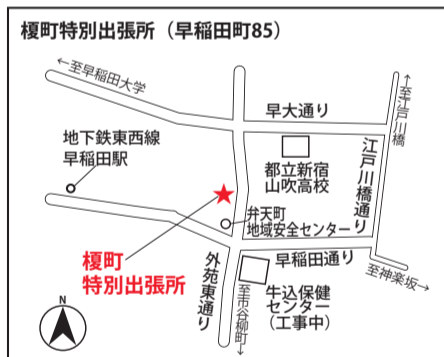 榎町特別出張所（早稲田町85）
←至早稲田大学
←至江戸川橋
早大通り
地下鉄東西線
早稲田駅
都立新宿
山吹高校
江戸川橋通り
弁天町
地域安全センター
榎町
特別出張所
早稲田通り
外苑東通り
至神楽坂→
牛込保健
センター
（工事中）
至市谷柳町→
N